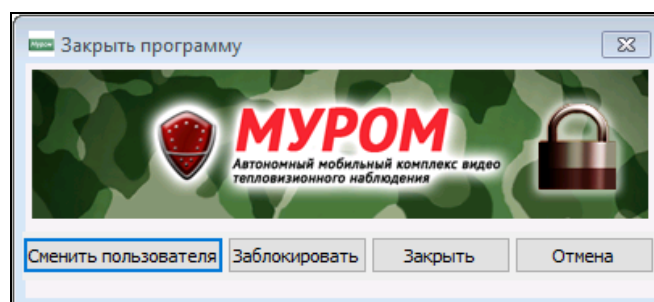 Муром Закрыть программу
МУРОМ
Автономный мобильный комплекс видео
тепловизионного наблюдения
Сменить пользователя Заблокировать Закрыть Отмена